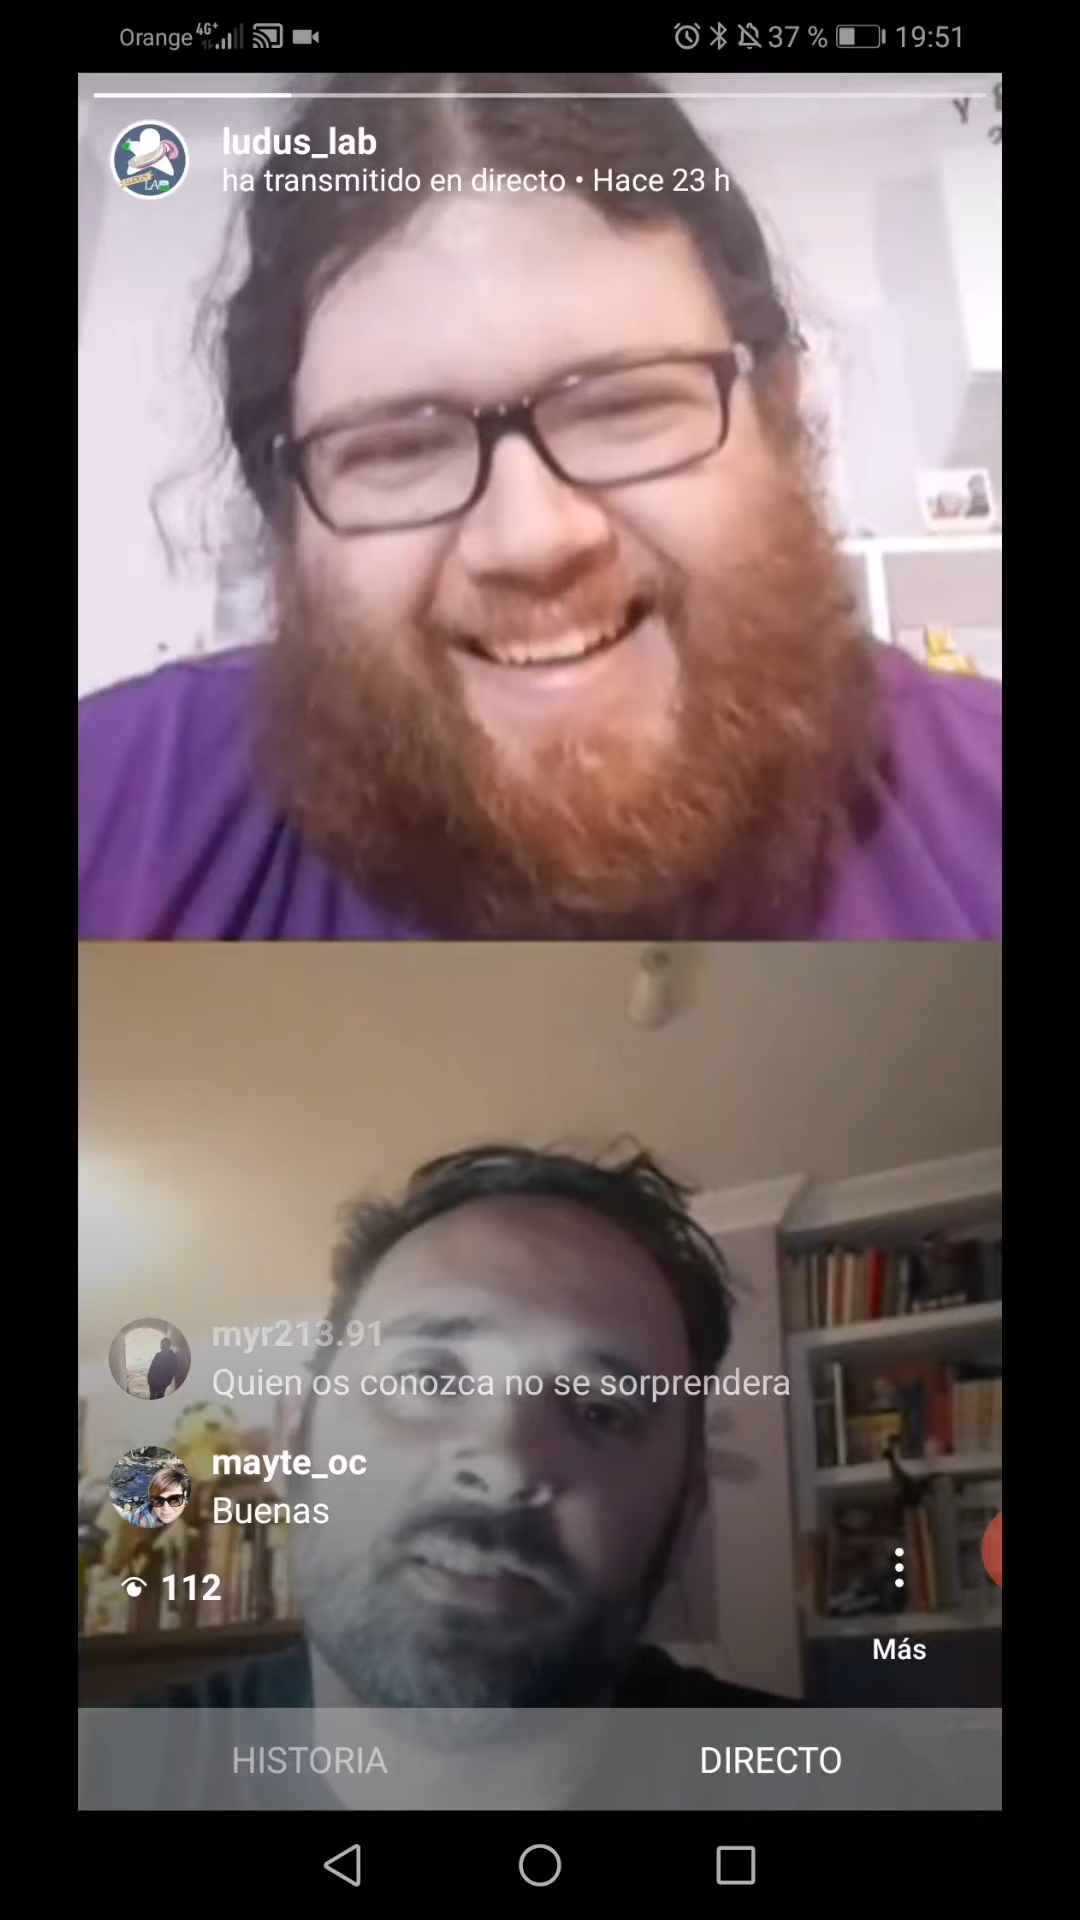 Orange 4G+ 37 % 19:51
ludus_lab
ha transmitido en directo • Hace 23 h
myr213.91
Quien os conozca no se sorprendera
mayte_oc
Buenas
112
Más
HISTORIA DIRECTO